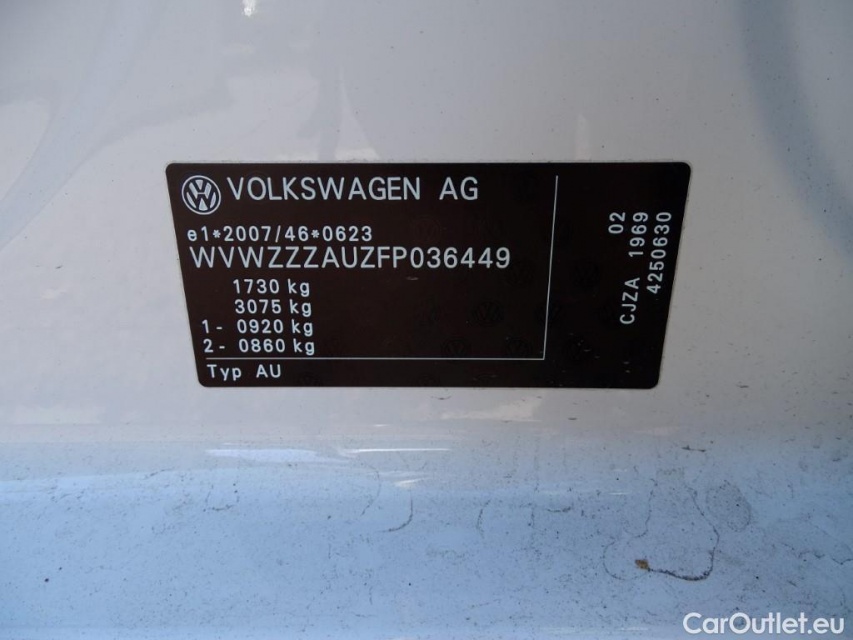 VOLKSWAGEN AG
e1*2007/46*0623
WVWZZZAUZFP036449
1730 kg
3075 kg
1- 0920 kg
2- 0860 kg
Typ AU
02
CJZA 1969
4250630
CarOutlet.eu